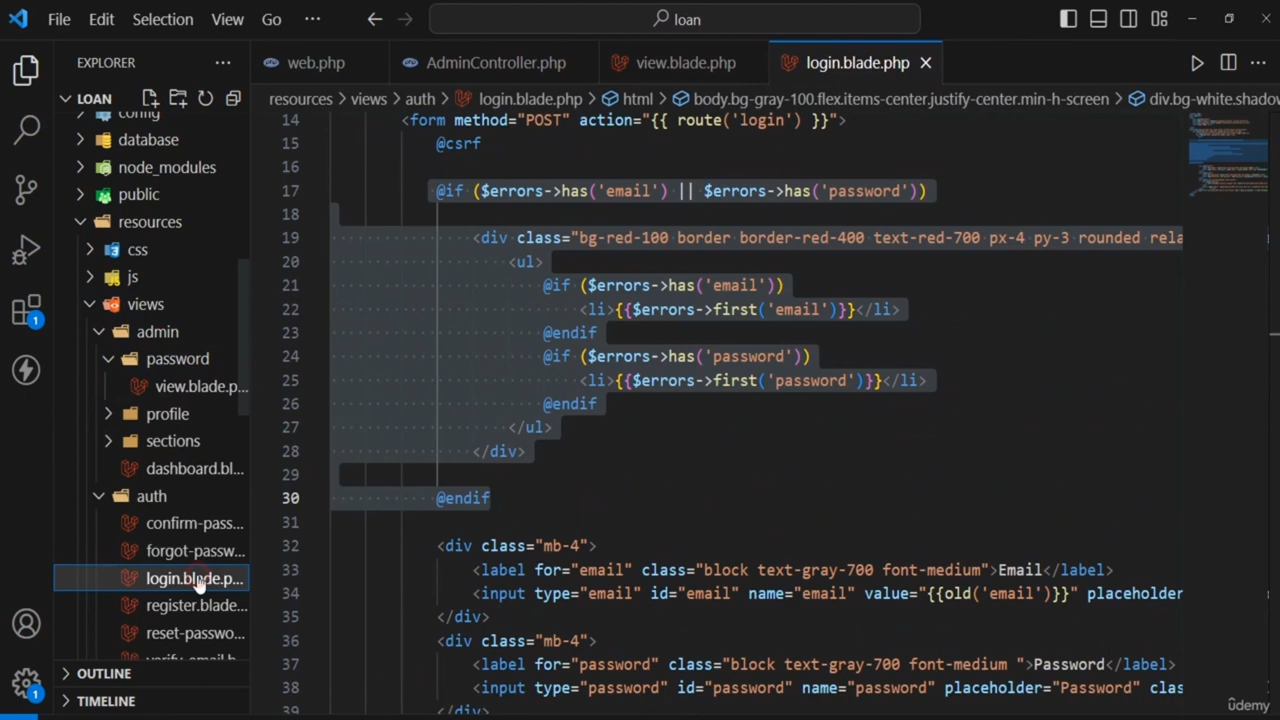 File Edit Selection View Go ··· loan
EXPLORER ···
web.php AdminController.php view.blade.php login.blade.php
LOAN
resources > views > auth > login.blade.php > html > body.bg-gray-100.flex.items-center.justify-center.min-h-screen > div.bg-white.shadov
config
database
node_modules
public
resources
css
js
views
admin
password
view.blade.p...
profile
sections
dashboard.bl...
auth
confirm-pass...
forgot-passw...
login.blade.p...
register.blade...
reset-passwo...
verify-email.b...
OUTLINE
TIMELINE
14 <form method="POST" action="{{ route('login') }}">
15 @csrf
16
17 @if ($errors->has('email') || $errors->has('password'))
18
19 <div class="bg-red-100 border border-red-400 text-red-700 px-4 py-3 rounded rela
20 <ul>
21 @if ($errors->has('email'))
22 <li>{{$errors->first('email')}}</li>
23 @endif
24 @if ($errors->has('password'))
25 <li>{{$errors->first('password')}}</li>
26 @endif
27 </ul>
28 </div>
29
30 @endif
31
32 <div class="mb-4">
33 <label for="email" class="block text-gray-700 font-medium">Email</label>
34 <input type="email" id="email" name="email" value="{{old('email')}}" placeholder
35 </div>
36 <div class="mb-4">
37 <label for="password" class="block text-gray-700 font-medium ">Password</label>
38 <input type="password" id="password" name="password" placeholder="Password" clas
39 </div>
1
1
ûdemy